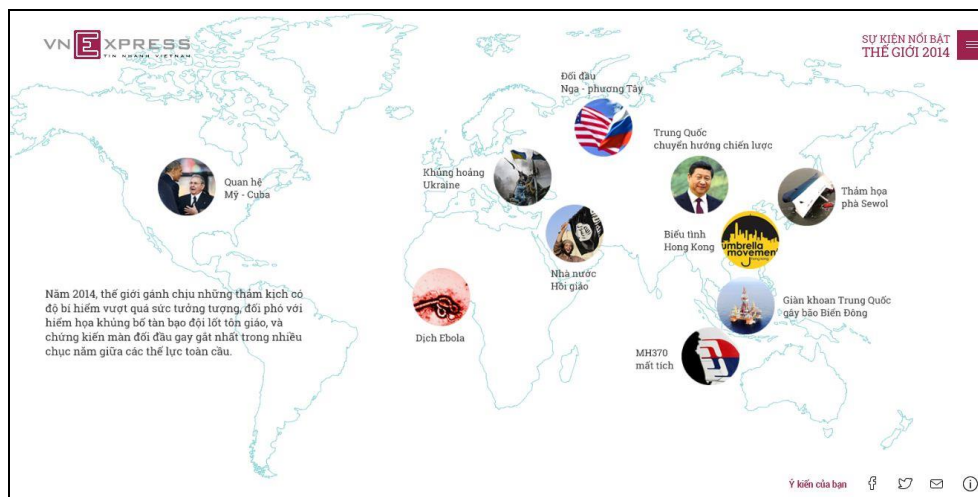 VNEXPRESS
TIN NHANH VIETNAM
SỰ KIỆN NỔI BẬT
THẾ GIỚI 2014
Đối đầu
Nga - phương Tây
Trung Quốc
chuyển hướng chiến lược
Khủng hoảng
Ukraine
Quan hệ
Mỹ - Cuba
Thảm họa
phà Sewol
Biểu tình
Hong Kong
umbrella
movement
Nhà nước
Hồi giáo
Năm 2014, thế giới gánh chịu những thảm kịch có
độ bi hiểm vượt quá sức tưởng tượng, đối phó với
hiểm họa khủng bố tàn bạo đội lốt tôn giáo, và
chứng kiến màn đối đầu gay gắt nhất trong nhiều
chục năm giữa các thế lực toàn cầu.
Dịch Ebola
Giàn khoan Trung Quốc
gây bão Biển Đông
MH370
mất tích
Ý kiến của bạn